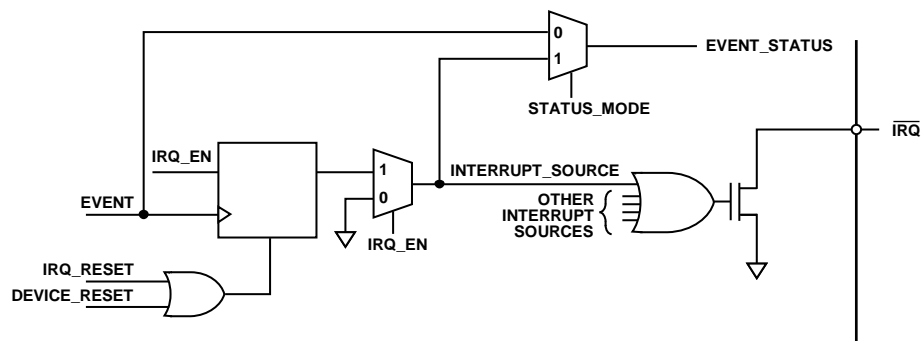 0
1
EVENT_STATUS
STATUS_MODE
IRQ
IRQ_EN
1
0
INTERRUPT_SOURCE
OTHER
INTERRUPT
SOURCES
EVENT
IRQ_EN
IRQ_RESET
DEVICE_RESET